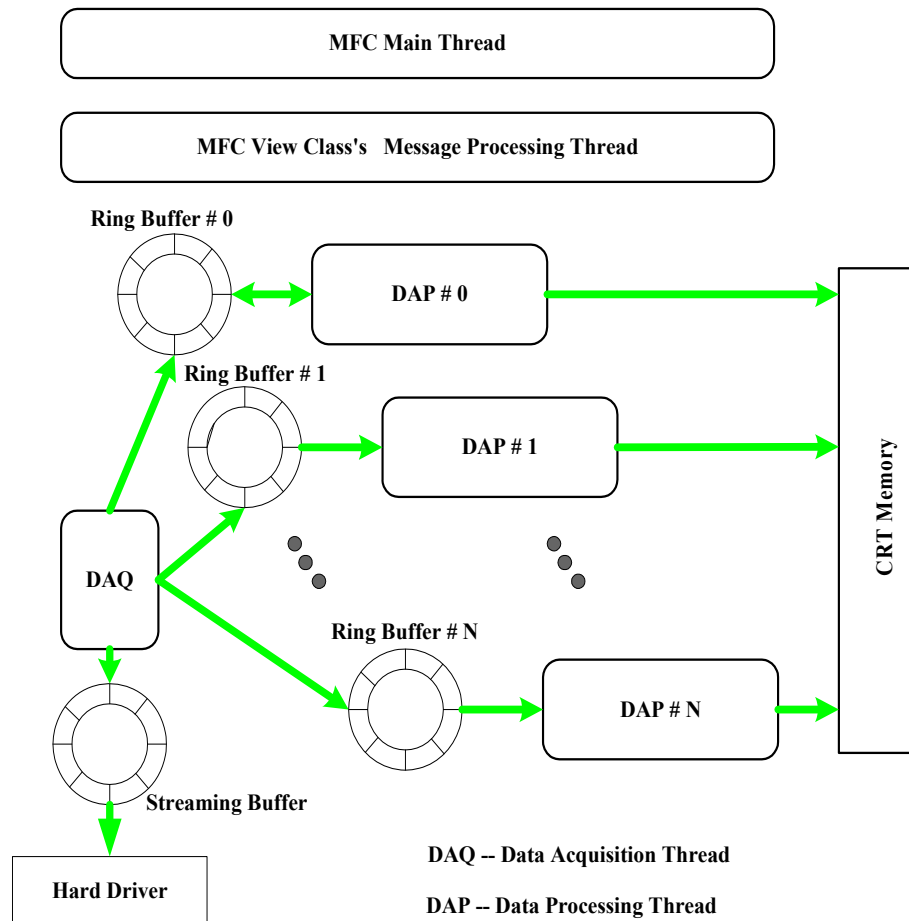 MFC Main Thread
MFC View Class's Message Processing Thread
Ring Buffer # 0
DAP # 0
Ring Buffer # 1
DAP # 1
CRT Memory
DAQ
Ring Buffer # N
DAP # N
Streaming Buffer
DAQ -- Data Acquisition Thread
Hard Driver
DAP -- Data Processing Thread